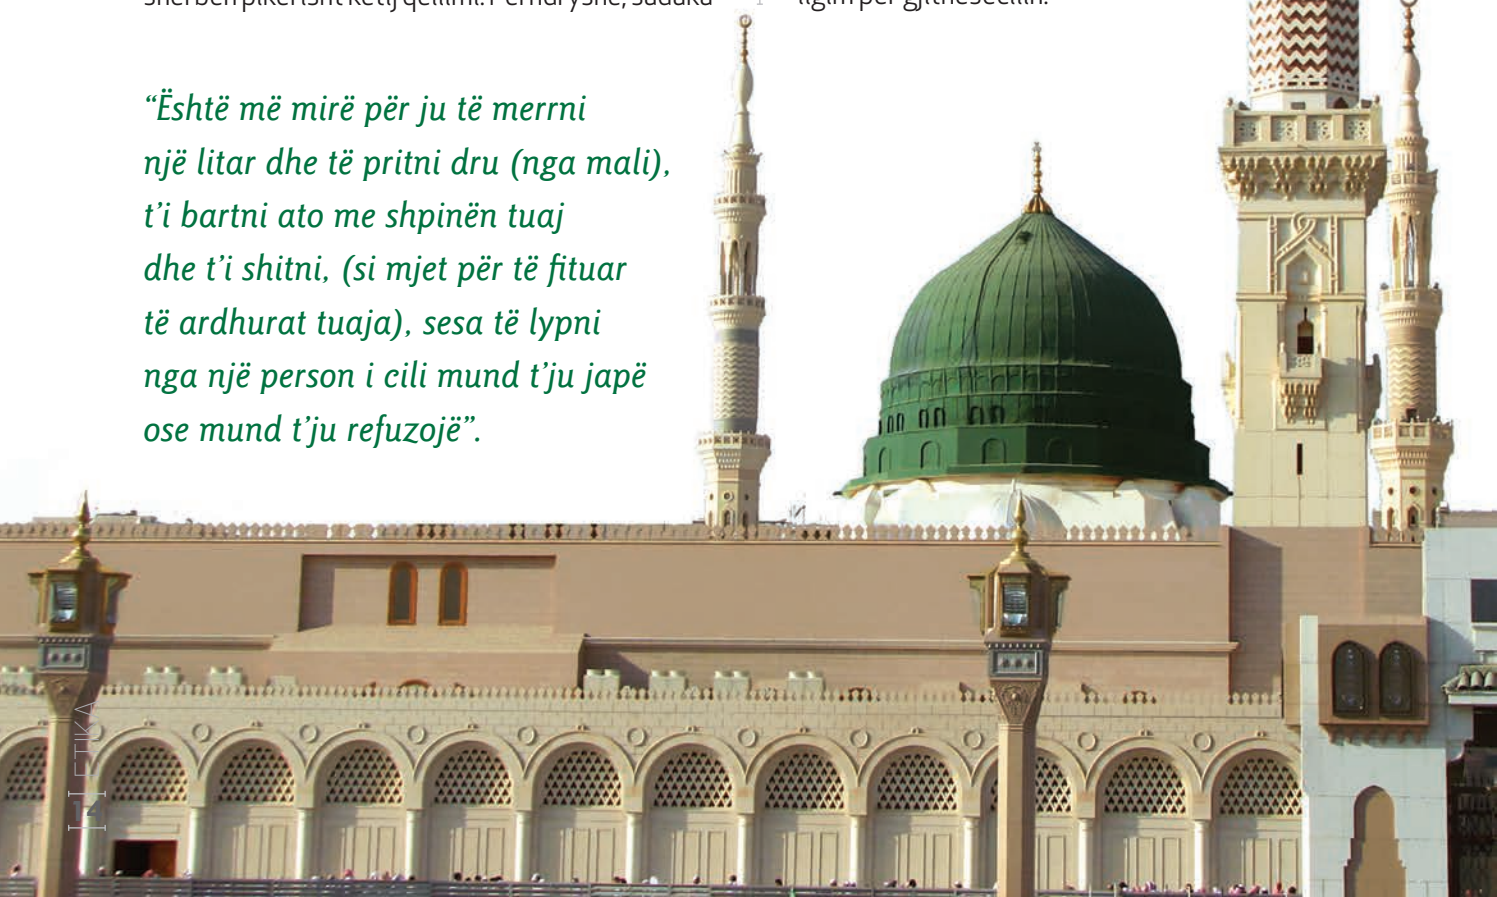 “Është më mirë për ju të merrni
një litar dhe të pritni dru (nga mali),
t’i bartni ato me shpinën tuaj
dhe t’i shitni, (si mjet për të fituar
të ardhurat tuaja), sesa të lypni
nga një person i cili mund t’ju japë
ose mund t’ju refuzojë”.
ETIKA
14